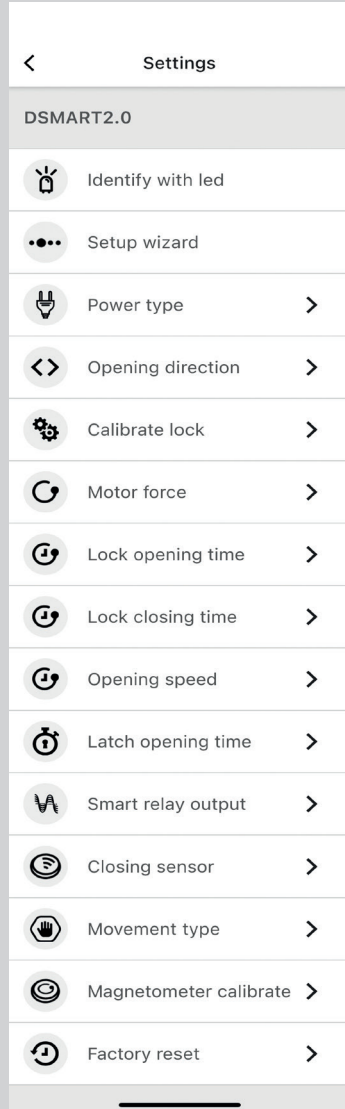 Settings
DSMART2.0
Identify with led
Setup wizard
Power type
Opening direction
Calibrate lock
Motor force
Lock opening time
Lock closing time
Opening speed
Latch opening time
Smart relay output
Closing sensor
Movement type
Magnetometer calibrate
Factory reset